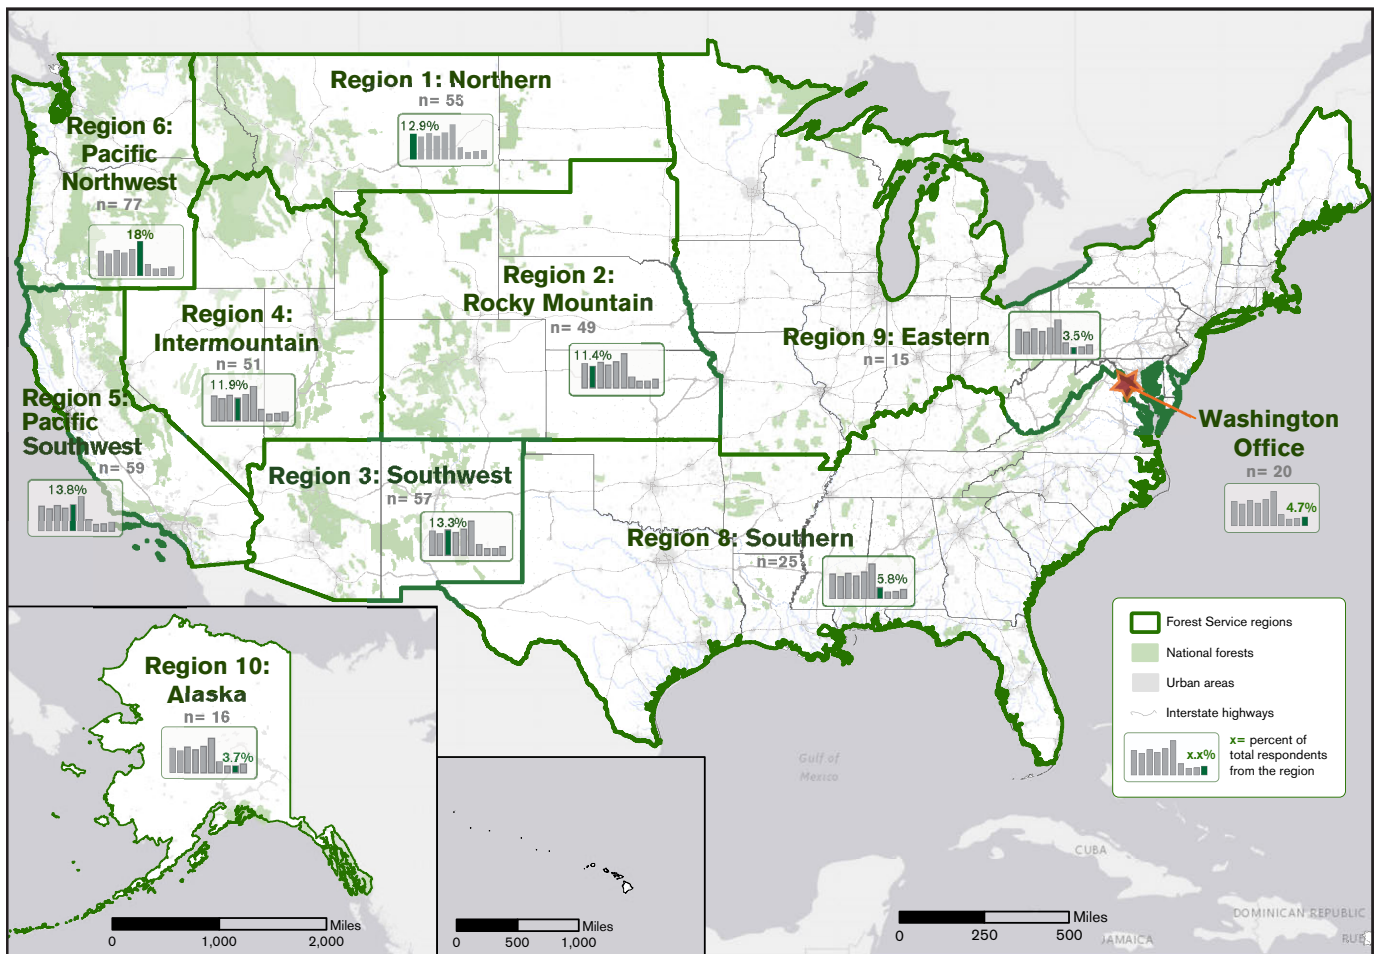 Region 1: Northern
n= 55
12.9%
Region 6:
Pacific
Northwest
n= 77
18%
Region 2:
Rocky Mountain
n= 49
11.4%
Region 4:
Intermountain
n= 51
11.9%
Region 9: Eastern
n= 15
3.5%
Region 5:
Pacific
Southwest
n= 59
13.8%
Washington
Office
n= 20
4.7%
Region 3: Southwest
n= 57
13.3%
Region 8: Southern
n=25
5.8%
Region 10:
Alaska
n= 16
3.7%
Forest Service regions
National forests
Urban areas
Interstate highways
x.x%
x= percent of
total respondents
from the region
Gulf of
Mexico
CUBA
DOMINICAN REPUBLIC
JAMAICA
Miles
0 1,000 2,000
Miles
0 500 1,000
Miles
0 250 500